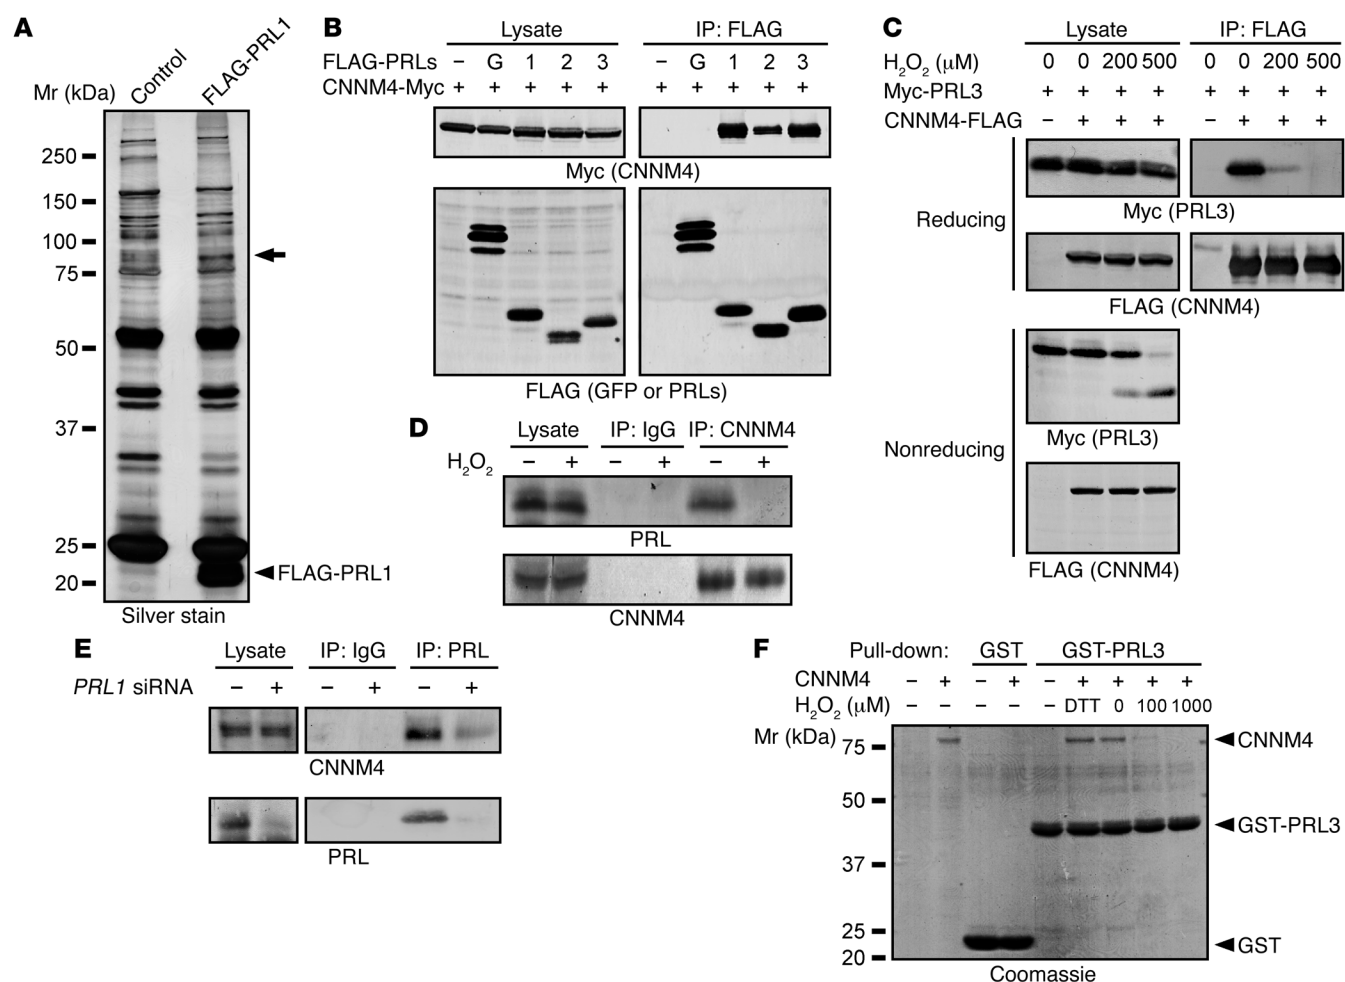 A
Control
FLAG-PRL1
Mr (kDa)
250
150
100
75
50
37
25
20
FLAG-PRL1
Silver stain
B
Lysate IP: FLAG
FLAG-PRLs – G 1 2 3 – G 1 2 3
CNNM4-Myc + + + + + + + + + +
Myc (CNNM4)
FLAG (GFP or PRLs)
C
Lysate IP: FLAG
H2O2 (μM) 0 0 200 500 0 0 200 500
Myc-PRL3 + + + + + + + +
CNNM4-FLAG – + + + – + + +
Reducing
Myc (PRL3)
FLAG (CNNM4)
Nonreducing
Myc (PRL3)
FLAG (CNNM4)
D
Lysate IP: IgG IP: CNNM4
H2O2 – + – + – +
PRL
CNNM4
E
Lysate IP: IgG IP: PRL
PRL1 siRNA – + – + – +
CNNM4
PRL
F
Pull-down: GST GST-PRL3
CNNM4 – + – + – + + + +
H2O2 (μM) – – – – – DTT 0 100 1000
Mr (kDa)
75
50
37
25
20
CNNM4
GST-PRL3
GST
Coomassie